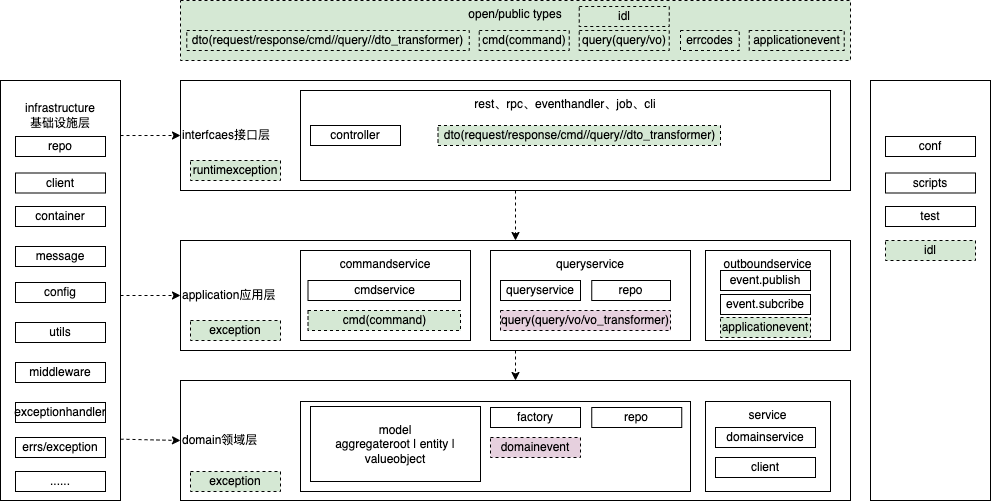 open/public types
idl
dto(request/response/cmd//query//dto_transformer)
cmd(command)
query(query/vo)
errcodes
applicationevent
infrastructure
基础设施层
repo
client
container
message
config
utils
middleware
exceptionhandler
errs/exception
......
interfcaes接口层
runtimexception
rest、rpc、eventhandler、job、cli
controller
dto(request/response/cmd//query//dto_transformer)
application应用层
exception
commandservice
cmdservice
cmd(command)
queryservice
queryservice
repo
query(query/vo/vo_transformer)
outboundservice
event.publish
event.subcribe
applicationevent
domain领域层
exception
model
aggregateroot | entity |
valueobject
factory
repo
domainevent
service
domainservice
client
conf
scripts
test
idl